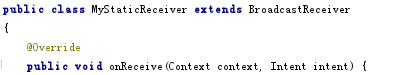 public class MyStaticReceiver extends BroadcastReceiver
{
@Override
public void onReceive(Context context, Intent intent) {